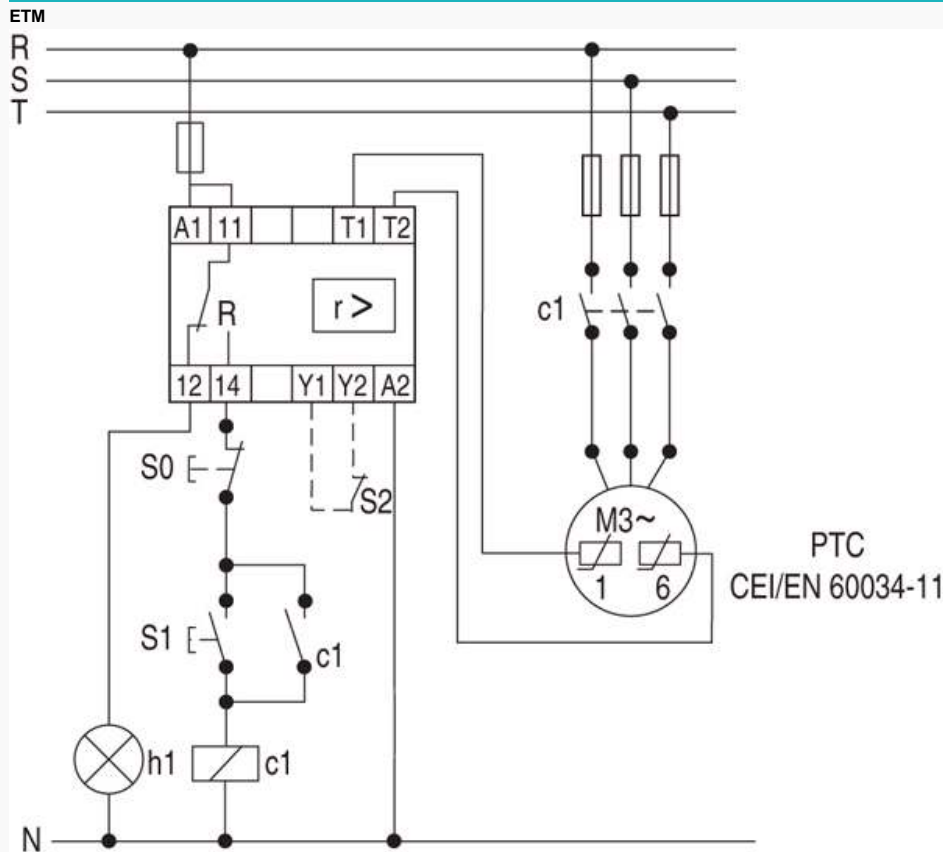 ETM
R
S
T
A1 11 T1 T2
r >
R
c1
12 14 Y1 Y2 A2
S0
S2
M3~
1 6
PTC
CEI/EN 60034-11
S1
c1
h1
c1
N